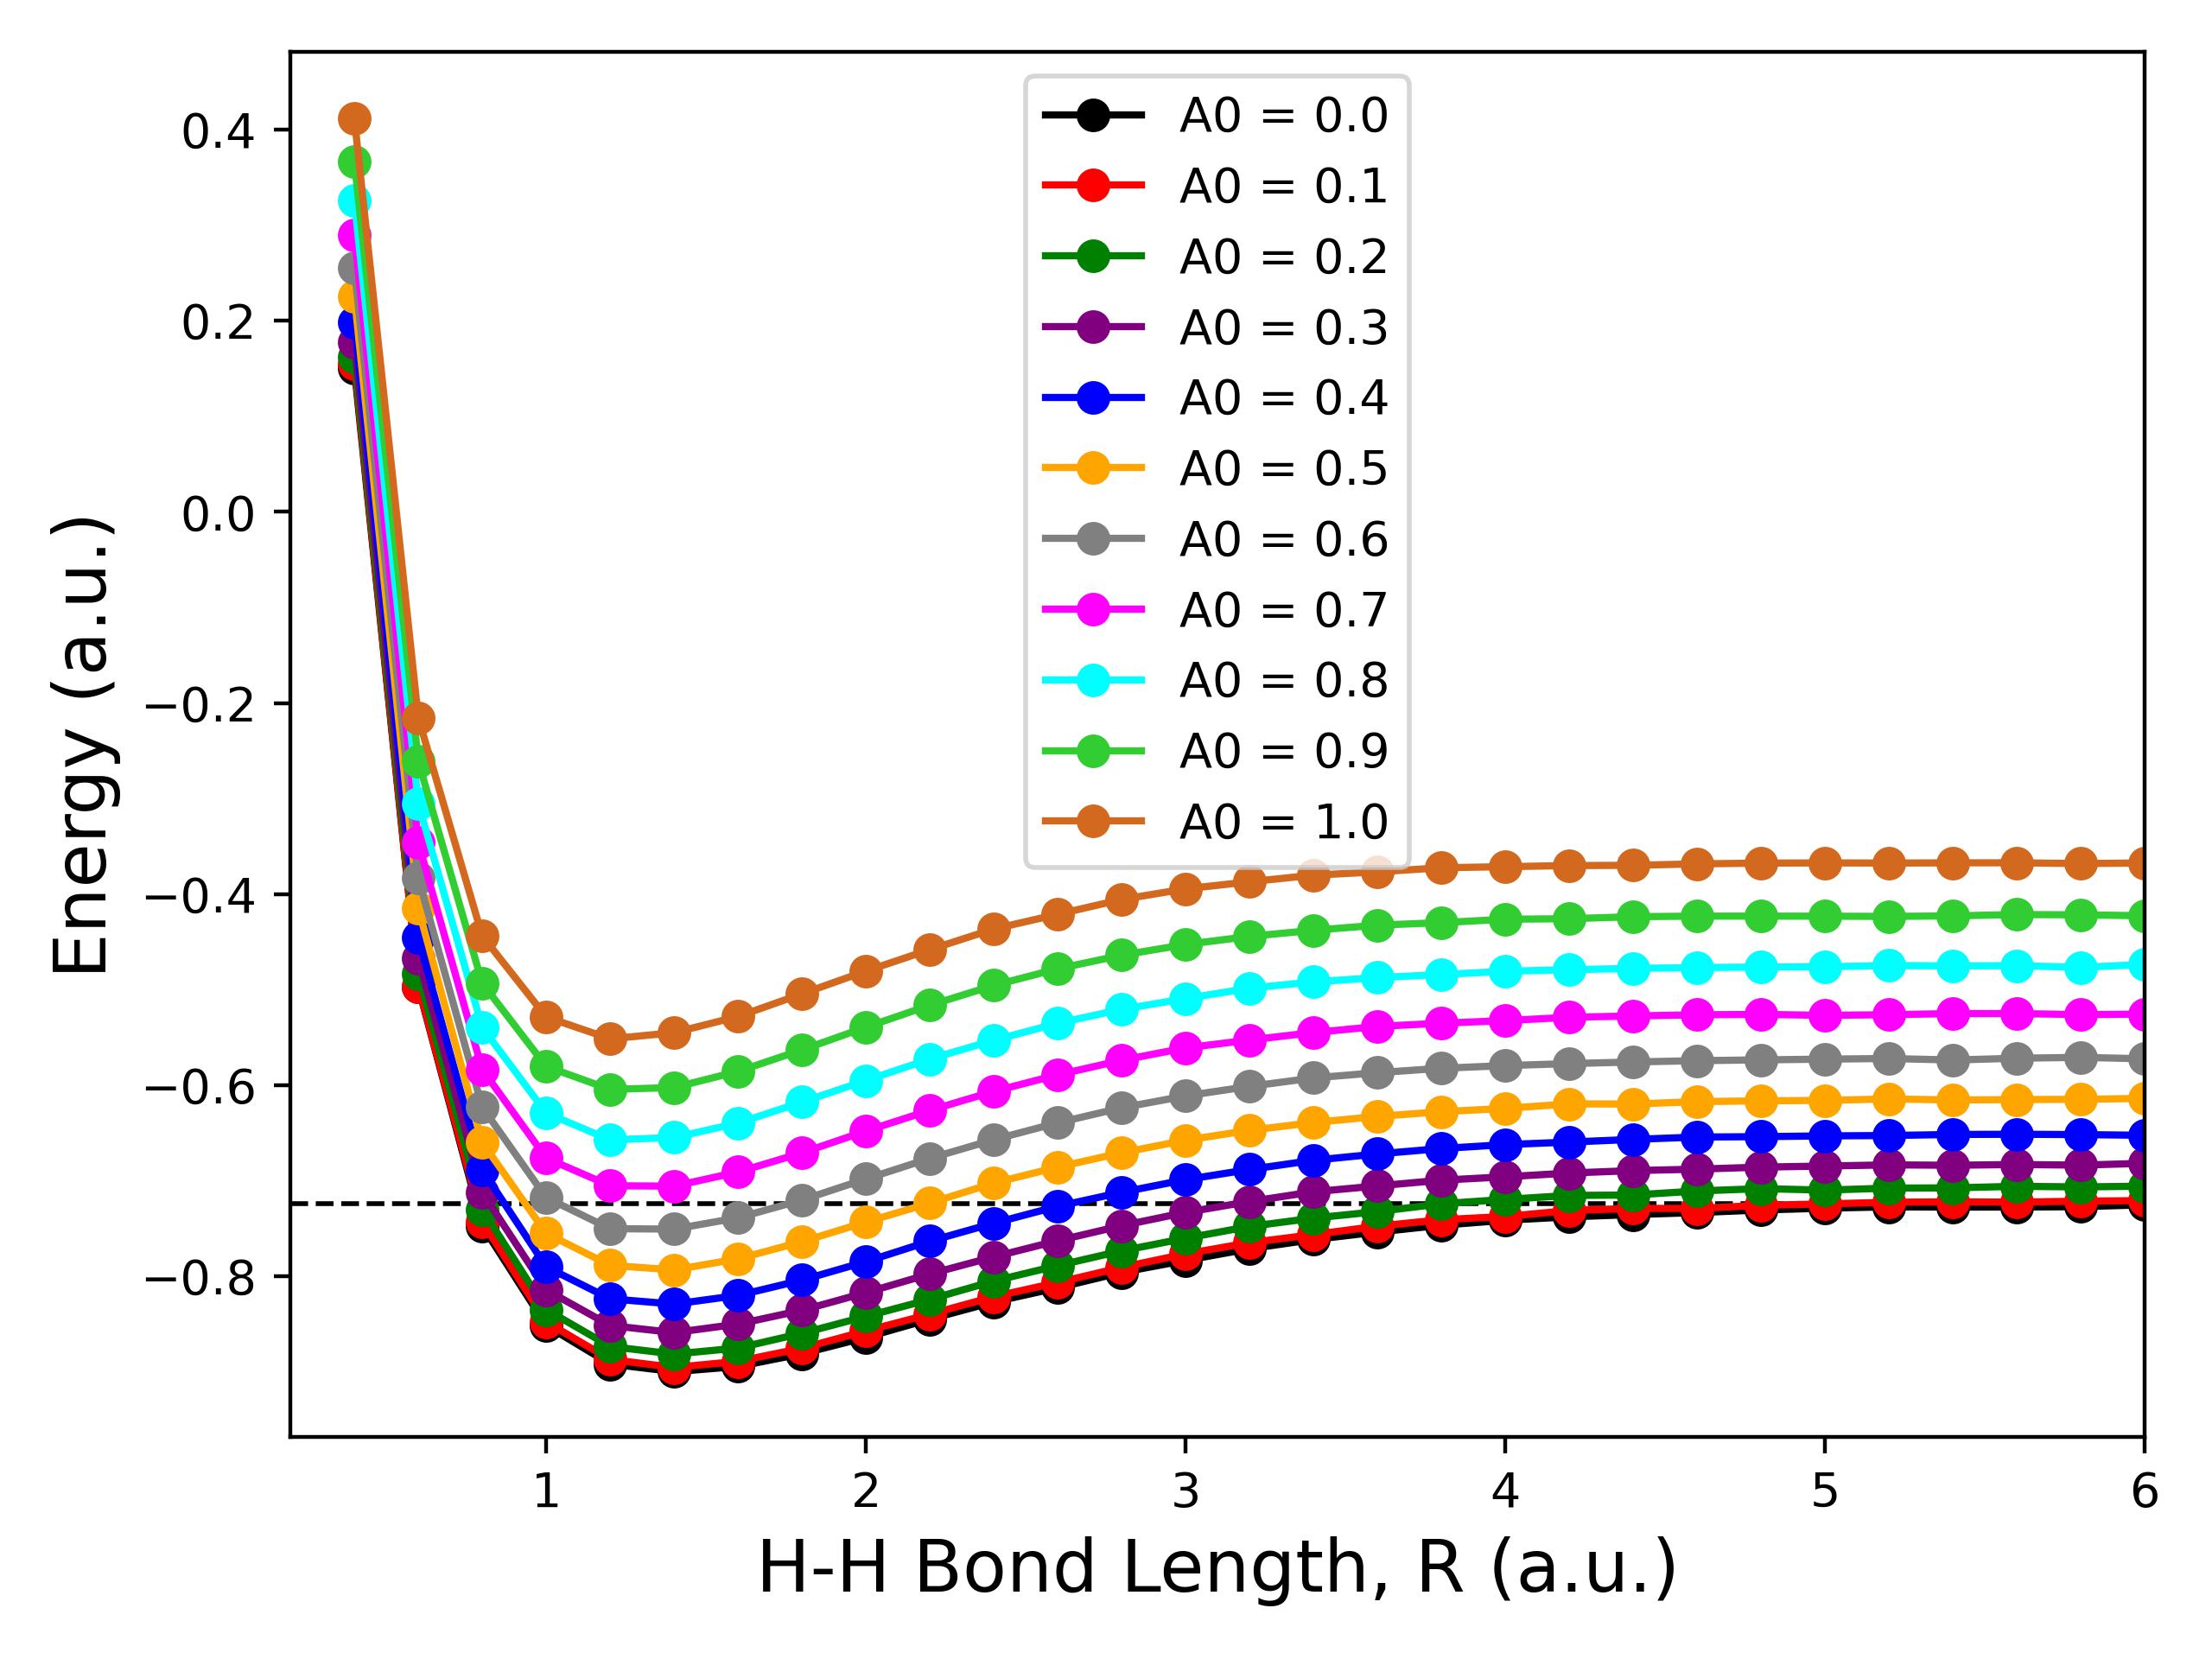 Energy (a.u.)
0.4
0.2
0.0
−0.2
−0.4
−0.6
−0.8
A0 = 0.0
A0 = 0.1
A0 = 0.2
A0 = 0.3
A0 = 0.4
A0 = 0.5
A0 = 0.6
A0 = 0.7
A0 = 0.8
A0 = 0.9
A0 = 1.0
1 2 3 4 5 6
H-H Bond Length, R (a.u.)